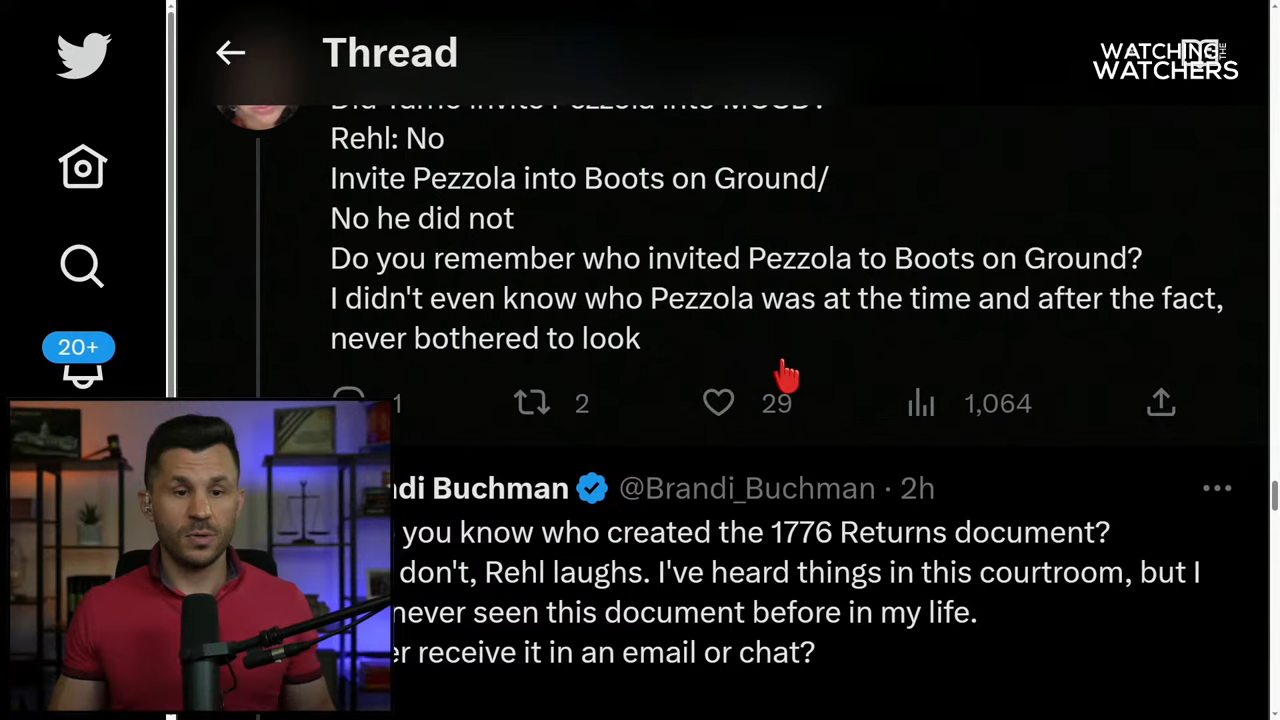 Thread
WATCHING THE
WATCHERS
Rehl: No
Invite Pezzola into Boots on Ground/
No he did not
Do you remember who invited Pezzola to Boots on Ground?
I didn't even know who Pezzola was at the time and after the fact,
never bothered to look
20+
1
2
29
1,064
di Buchman @Brandi_Buchman · 2h
you know who created the 1776 Returns document?
don't, Rehl laughs. I've heard things in this courtroom, but I
never seen this document before in my life.
er receive it in an email or chat?